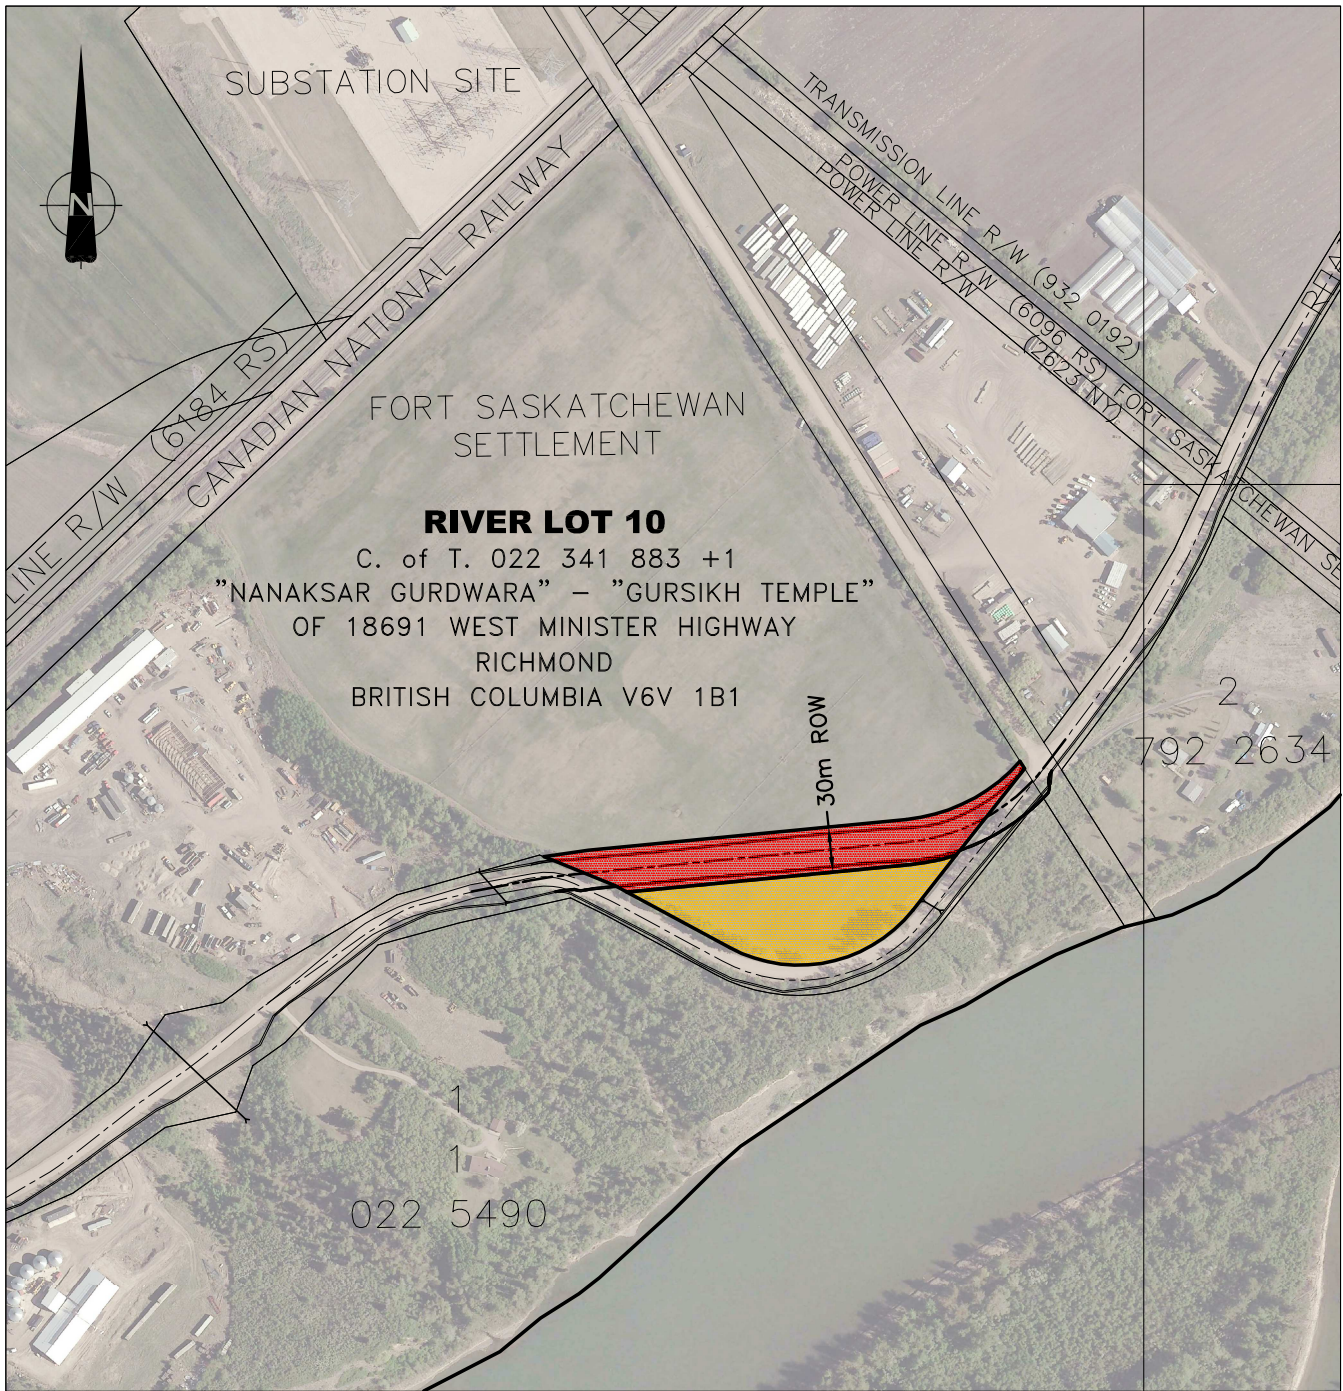 SUBSTATION SITE
N
TRANSMISSION LINE R/W (932 0192)
POWER LINE R/W (6096 RS) FORT SASKATCHEWAN SE
POWER LINE R/W (2623 NY)
LINE R/W (6184 RS)
CANADIAN NATIONAL RAILWAY
FORT SASKATCHEWAN
SETTLEMENT
RIVER LOT 10
C. of T. 022 341 883 +1
"NANAKSAR GURDWARA" – "GURSIKH TEMPLE"
OF 18691 WEST MINISTER HIGHWAY
RICHMOND
BRITISH COLUMBIA V6V 1B1
30m ROW
2
792 2634
1
1
022 5490